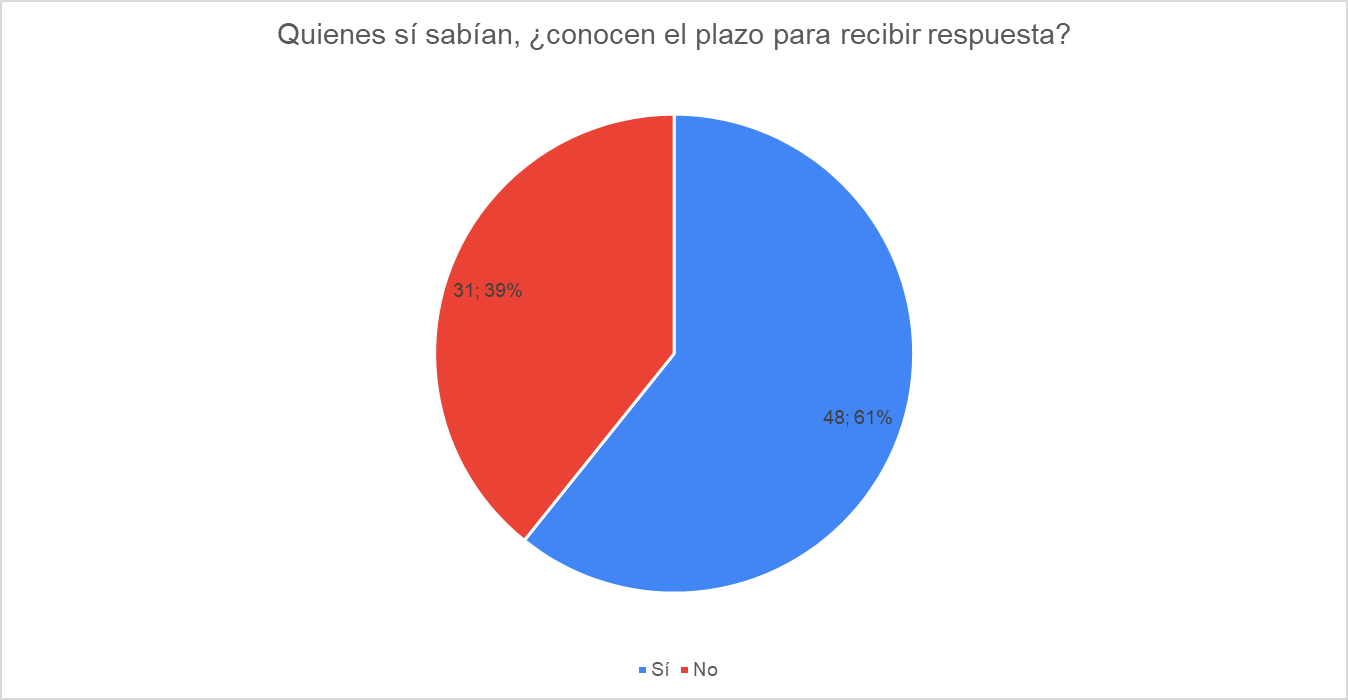 Quienes sí sabían, ¿conocen el plazo para recibir respuesta?
31; 39%
48; 61%
Sí No